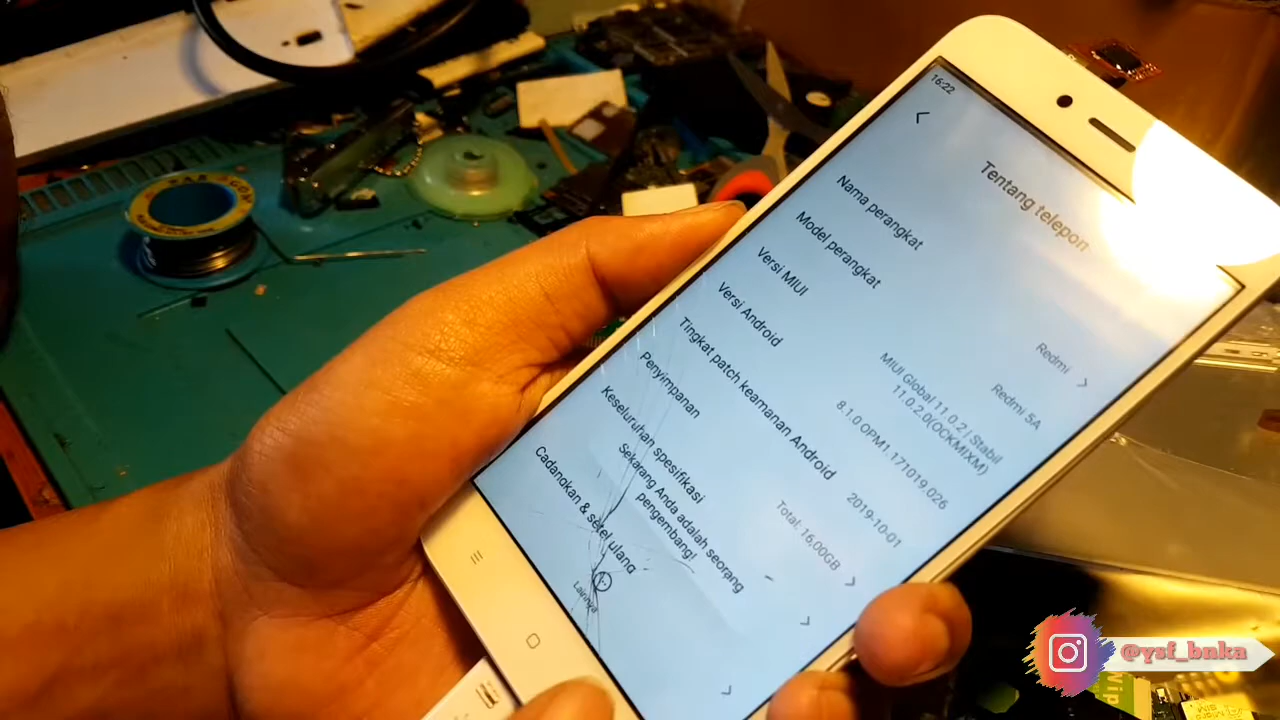 16:22
Tentang telepon
Nama perangkat
Redmi
Model perangkat
Redmi 5A
Versi MIUI
MIUI Global 11.0.2 | Stabil
11.0.2.0(OCKMIXM)
Versi Android
8.1.0 OPM1.171019.026
Tingkat patch keamanan Android
2019-10-01
Penyimpanan
Total: 16,00GB
Keseluruhan spesifikasi
Sekarang Anda adalah seorang
pengembang!
Cadangkan & setel ulang
Lainnya
@ysf_bnka